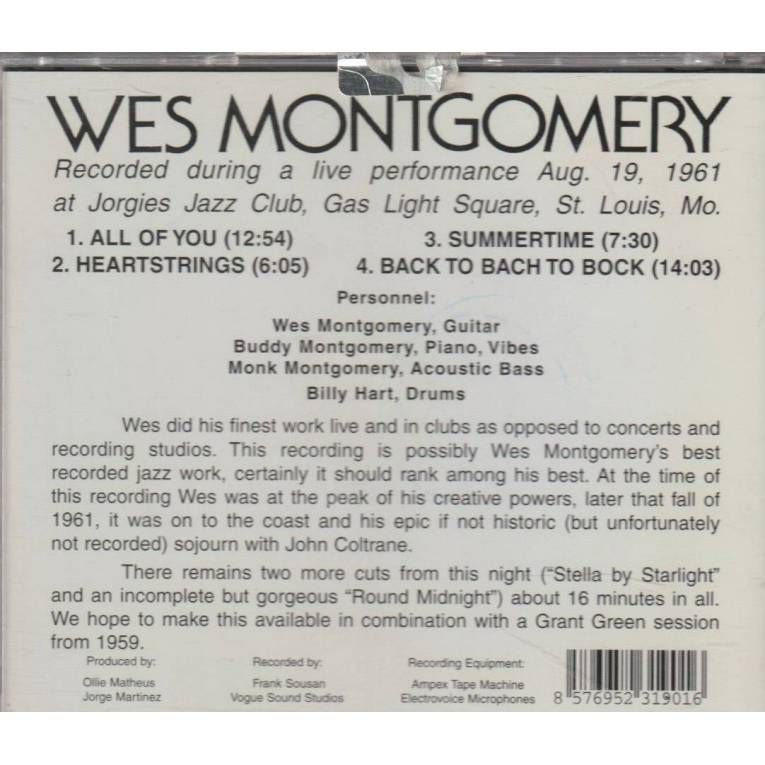 WES MONTGOMERY
Recorded during a live performance Aug. 19, 1961
at Jorgies Jazz Club, Gas Light Square, St. Louis, Mo.
1. ALL OF YOU (12:54) 3. SUMMERTIME (7:30)
2. HEARTSTRINGS (6:05) 4. BACK TO BACH TO BOCK (14:03)
Personnel:
Wes Montgomery, Guitar
Buddy Montgomery, Piano, Vibes
Monk Montgomery, Acoustic Bass
Billy Hart, Drums
Wes did his finest work live and in clubs as opposed to concerts and
recording studios. This recording is possibly Wes Montgomery's best
recorded jazz work, certainly it should rank among his best. At the time of
this recording Wes was at the peak of his creative powers, later that fall of
1961, it was on to the coast and his epic if not historic (but unfortunately
not recorded) sojourn with John Coltrane.
There remains two more cuts from this night ("Stella by Starlight"
and an incomplete but gorgeous "Round Midnight") about 16 minutes in all.
We hope to make this available in combination with a Grant Green session
from 1959.
Produced by: Recorded by: Recording Equipment:
Ollie Matheus Frank Sousan Ampex Tape Machine
Jorge Martinez Vogue Sound Studios Electrovoice Microphones
8 576952 319016